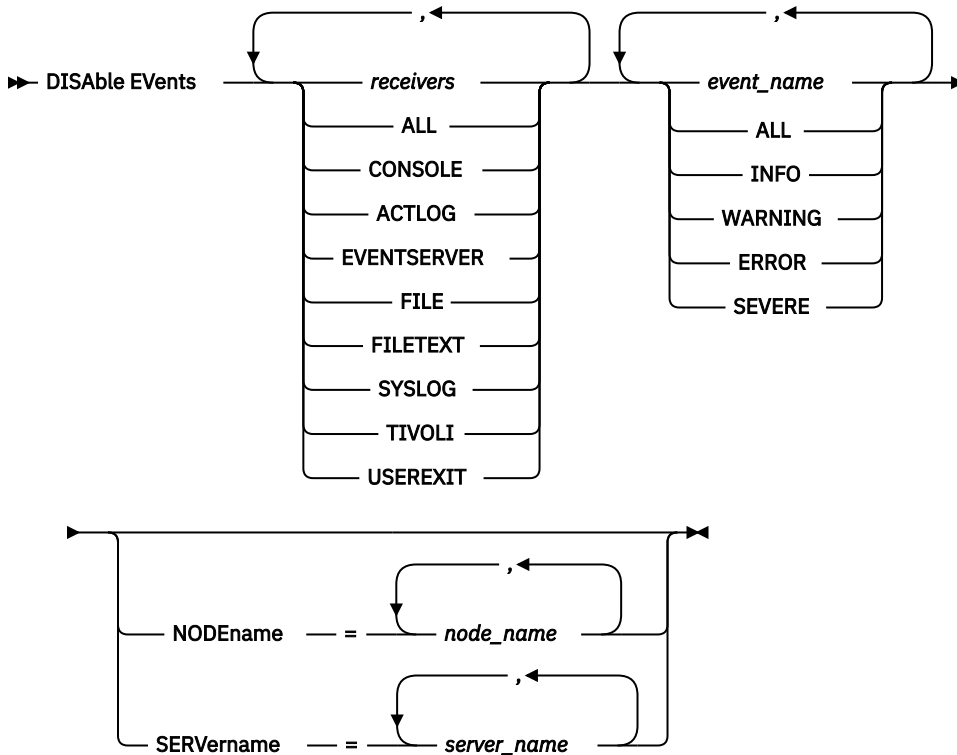 , ,
DISAble EVents receivers event_name
ALL ALL
CONSOLE INFO
ACTLOG WARNING
EVENTSERVER ERROR
FILE SEVERE
FILETEXT
SYSLOG
TIVOLI
USEREXIT
,
NODEname = node_name
,
SERVername = server_name